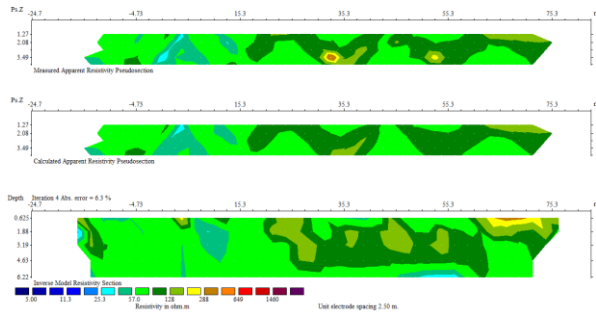 Ps.Z -24.7 -4.73 15.3 35.3 55.3 75.3
1.27
2.08
3.49
Measured Apparent Resistivity Pseudosection
Ps.Z -24.7 -4.73 15.3 35.3 55.3 75.3
1.27
2.08
3.49
Calculated Apparent Resistivity Pseudosection
Depth Iteration 4 Abs. error = 6.3 %
-24.7 -4.73 15.3 35.3 55.3 75.3
0.625
1.88
3.19
4.63
6.22
Inverse Model Resistivity Section
5.00 11.3 25.3 57.0 128 288 649 1460
Resistivity in ohm.m Unit electrode spacing 2.50 m.